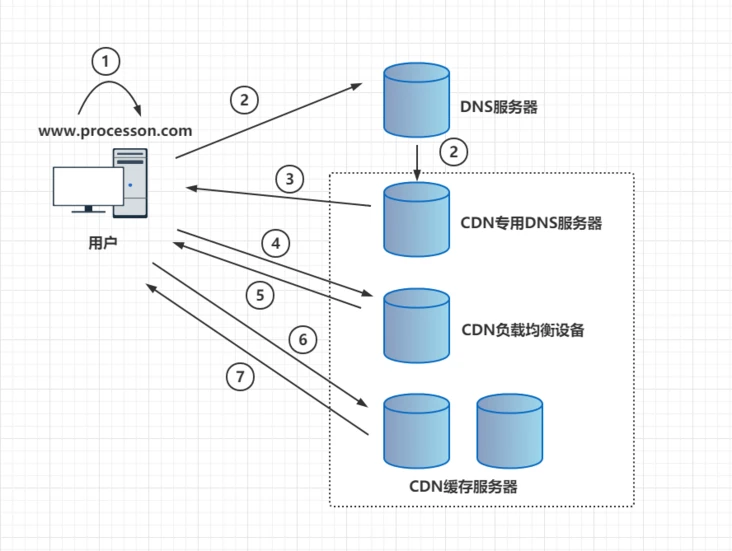 ①
www.processon.com
②
DNS服务器
②
③
CDN专用DNS服务器
用户
④
⑤
CDN负载均衡设备
⑥
⑦
CDN缓存服务器